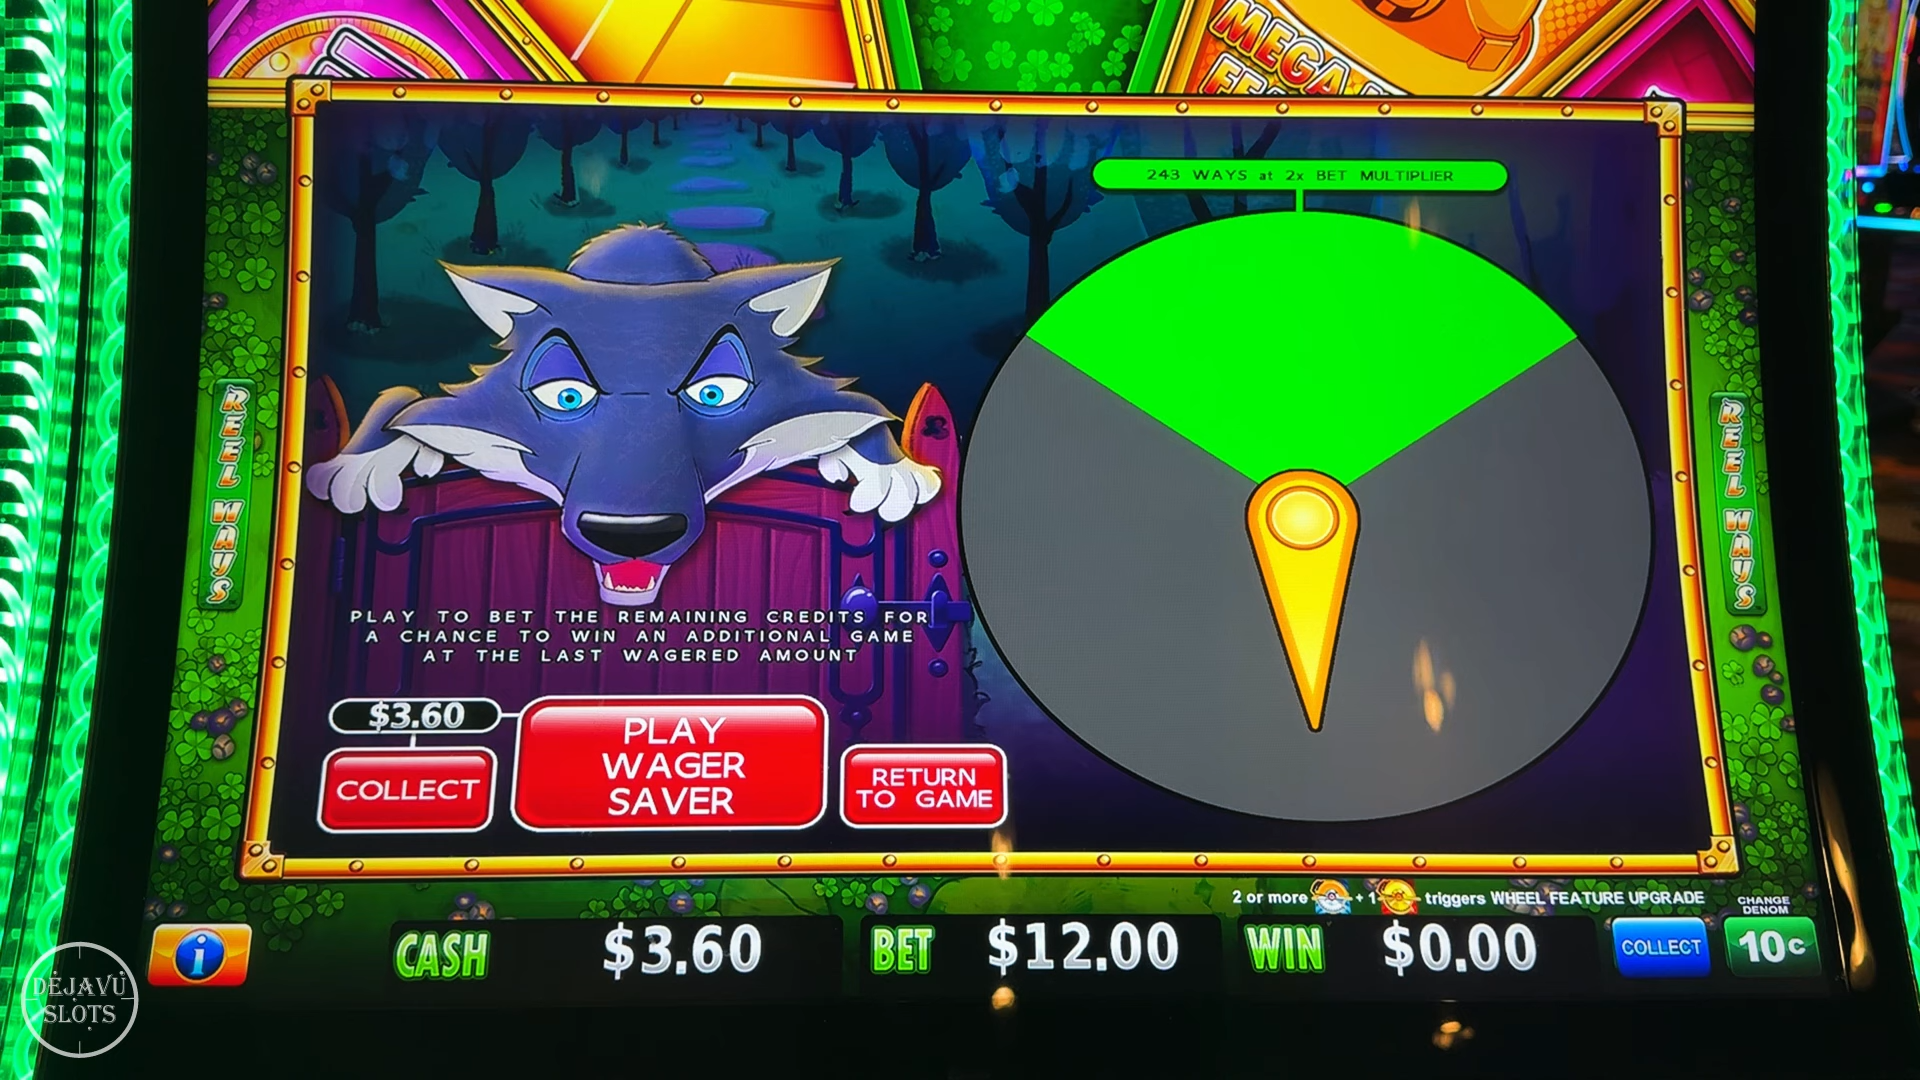 MEGA
243 WAYS at 2x BET MULTIPLIER
REEL WAYS
REEL WAYS
PLAY TO BET THE REMAINING CREDITS FOR
A CHANCE TO WIN AN ADDITIONAL GAME
AT THE LAST WAGERED AMOUNT
$3.60
COLLECT
PLAY
WAGER
SAVER
RETURN
TO GAME
2 or more + 1 triggers WHEEL FEATURE UPGRADE
CHANGE
DENOM
CASH $3.60 BET $12.00 WIN $0.00 COLLECT 10¢
DEJAVU
SLOTS